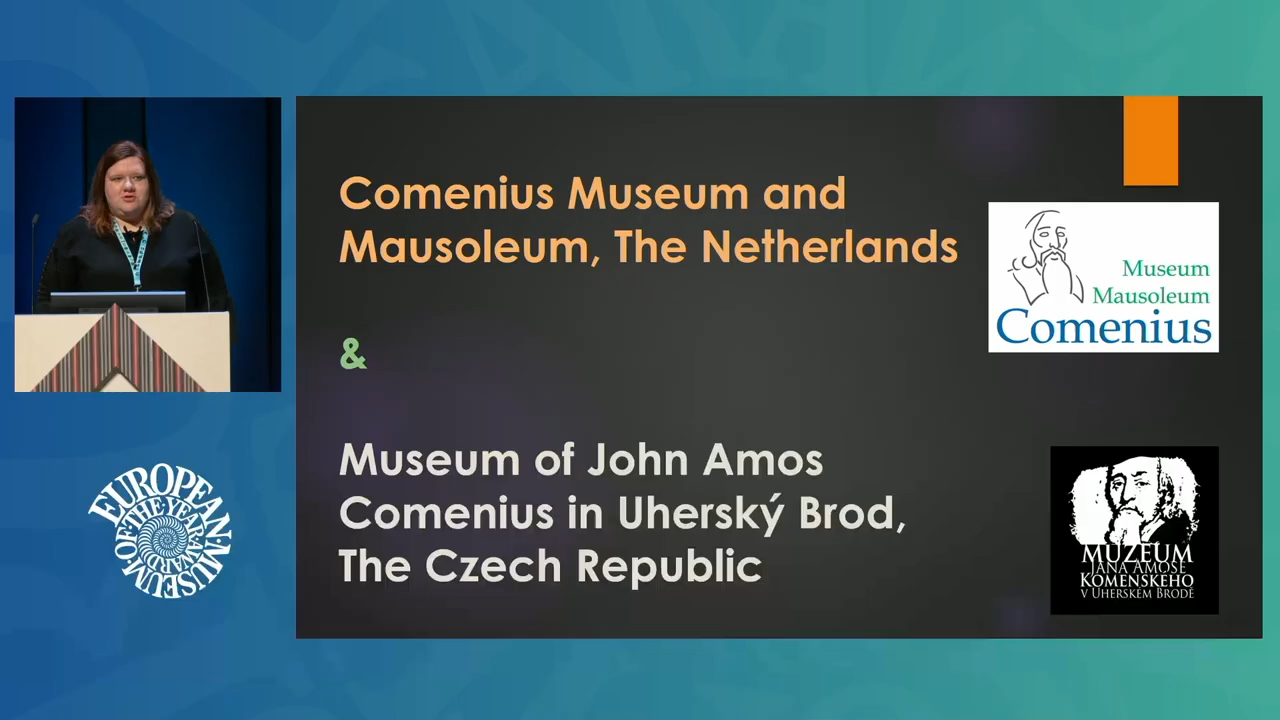 Comenius Museum and
Mausoleum, The Netherlands
&
Museum of John Amos
Comenius in Uherský Brod,
The Czech Republic
Museum
Mausoleum
Comenius
MUZEUM
JANA AMOSE
KOMENSKÉHO
V UHERSKÉM BRODĚ
EUROPEAN·MUSEUM
·OF·THE·YEAR·AWARD